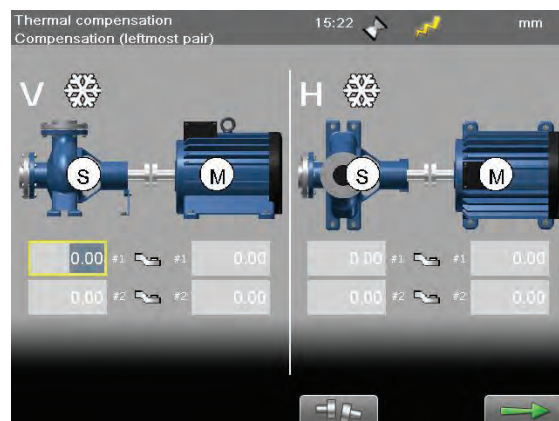 Thermal compensation 15:22 mm
Compensation (leftmost pair)
V H
S M S M
0.00 #1 #1 0.00 0.00 #1 #1 0.00
0.00 #2 #2 0.00 0.00 #2 #2 0.00